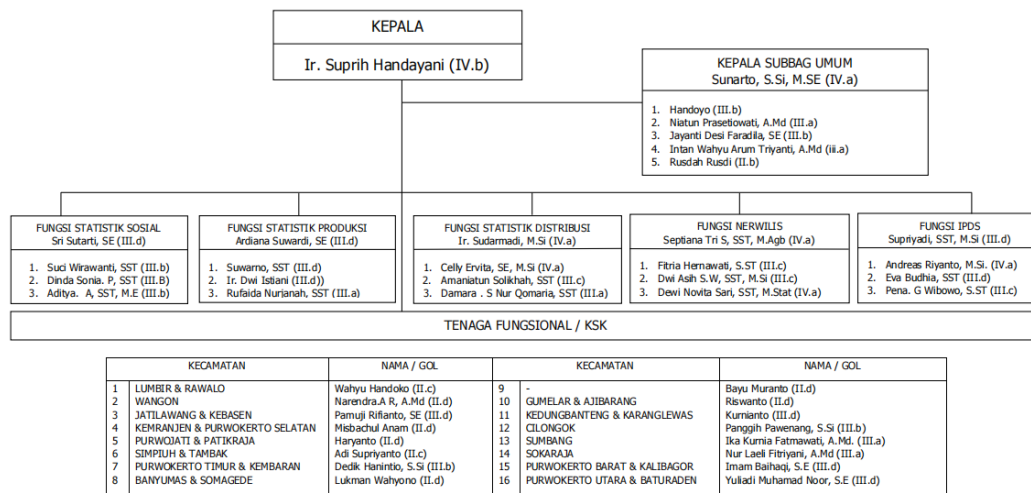 KEPALA
Ir. Suprih Handayani (IV.b)
KEPALA SUBBAG UMUM
Sunarto, S.Si, M.SE (IV.a)
1. Handoyo (III.b)
2. Niatun Prasetiowati, A.Md (III.a)
3. Jayanti Desi Faradila, SE (III.b)
4. Intan Wahyu Arum Triyanti, A.Md (iii.a)
5. Rusdah Rusdi (II.b)
FUNGSI STATISTIK SOSIAL
Sri Sutarti, SE (III.d)
1. Suci Wirawanti, SST (III.b)
2. Dinda Sonia. P, SST (III.B)
3. Aditya. A, SST, M.E (III.b)
FUNGSI STATISTIK PRODUKSI
Ardiana Suwardi, SE (III.d)
1. Suwarno, SST (III.d)
2. Ir. Dwi Istiani (III.d))
3. Rufaida Nurjanah, SST (III.a)
FUNGSI STATISTIK DISTRIBUSI
Ir. Sudarmadi, M.Si (IV.a)
1. Celly Ervita, SE, M.Si (IV.a)
2. Amaniatun Solikhah, SST (III.c)
3. Damara . S Nur Qomaria, SST (III.a)
FUNGSI NERWILIS
Septiana Tri S, SST, M.Agb (IV.a)
1. Fitria Hernawati, S.ST (III.c)
2. Dwi Asih S.W, SST, M.Si (III.c)
3. Dewi Novita Sari, SST, M.Stat (IV.a)
FUNGSI IPDS
Supriyadi, SST, M.Si (III.d)
1. Andreas Riyanto, M.Si. (IV.a)
2. Eva Budhia, SST (III.d)
3. Pena. G Wibowo, S.ST (III.c)
TENAGA FUNGSIONAL / KSK
KECAMATAN NAMA / GOL KECAMATAN NAMA / GOL
1 LUMBIR & RAWALO Wahyu Handoko (II.c) 9 - Bayu Muranto (II.d)
2 WANGON Narendra.A R, A.Md (II.d) 10 GUMELAR & AJIBARANG Riswanto (II.d)
3 JATILAWANG & KEBASEN Pamuji Rifianto, SE (III.d) 11 KEDUNGBANTENG & KARANGLEWAS Kurnianto (III.d)
4 KEMRANJEN & PURWOKERTO SELATAN Misbachul Anam (II.d) 12 CILONGOK Panggih Pawenang, S.Si (III.b)
5 PURWOJATI & PATIKRAJA Haryanto (II.d) 13 SUMBANG Ika Kurnia Fatmawati, A.Md. (III.a)
6 SIMPIUH & TAMBAK Adi Supriyanto (II.c) 14 SOKARAJA Nur Laeli Fitriyani, A.Md (III.a)
7 PURWOKERTO TIMUR & KEMBARAN Dedik Hanintio, S.Si (III.b) 15 PURWOKERTO BARAT & KALIBAGOR Imam Baihaqi, S.E (III.d)
8 BANYUMAS & SOMAGEDE Lukman Wahyono (II.d) 16 PURWOKERTO UTARA & BATURADEN Yuliadi Muhamad Noor, S.E (III.d)